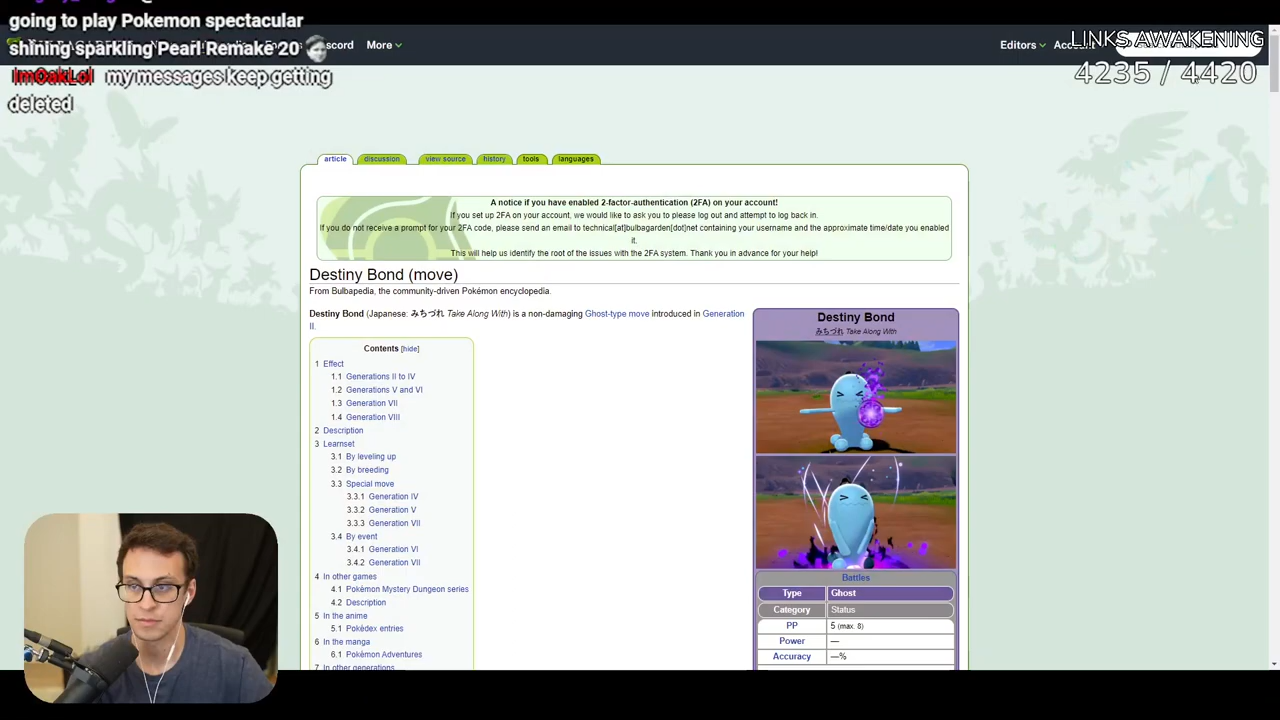 going to play Pokemon spectacular
shining sparkling Pearl Remake 20
ImOakLol my messages keep getting
deleted
More
Editors
LINKS AWAKENING
4235 / 4420
article
discussion
view source
history
tools
languages
A notice if you have enabled 2-factor-authentication (2FA) on your account!
If you set up 2FA on your account, we would like to ask you to please log out and attempt to log back in.
If you do not receive a prompt for your 2FA code, please send an email to technical[at]bulbagarden[dot]net containing your username and the approximate time/date you enabled
it.
This will help us identify the root of the issues with the 2FA system. Thank you in advance for your help!
Destiny Bond (move)
From Bulbapedia, the community-driven Pokémon encyclopedia.
Destiny Bond (Japanese: みちづれ Take Along With) is a non-damaging Ghost-type move introduced in Generation
II.
Contents [hide]
1 Effect
1.1 Generations II to IV
1.2 Generations V and VI
1.3 Generation VII
1.4 Generation VIII
2 Description
3 Learnset
3.1 By leveling up
3.2 By breeding
3.3 Special move
3.3.1 Generation IV
3.3.2 Generation V
3.3.3 Generation VII
3.4 By event
3.4.1 Generation VI
3.4.2 Generation VII
4 In other games
4.1 Pokémon Mystery Dungeon series
4.2 Description
5 In the anime
5.1 Pokédex entries
6 In the manga
6.1 Pokémon Adventures
7 In other generations
Destiny Bond
みちづれ Take Along With
Battles
Type Ghost
Category Status
PP 5 (max. 8)
Power —
Accuracy —%